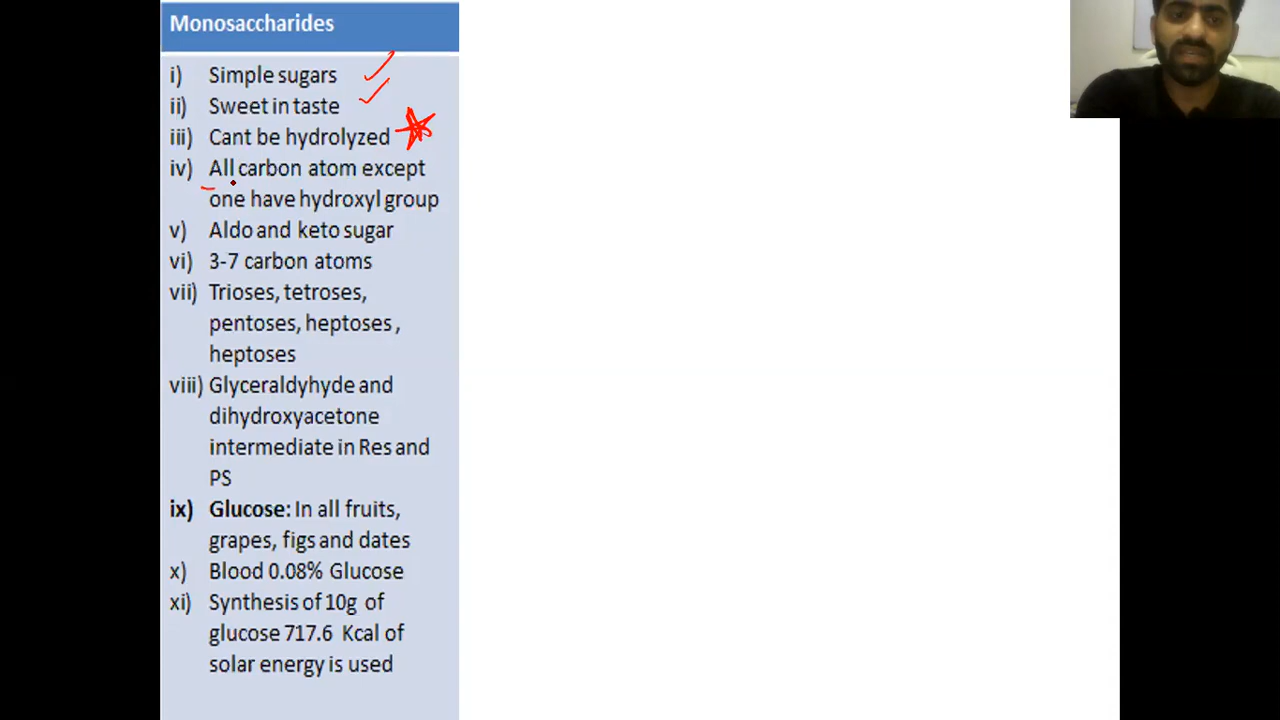 Monosaccharides
i) Simple sugars
ii) Sweet in taste
iii) Cant be hydrolyzed
iv) All carbon atom except
one have hydroxyl group
v) Aldo and keto sugar
vi) 3-7 carbon atoms
vii) Trioses, tetroses,
pentoses, heptoses ,
heptoses
viii) Glyceraldyhyde and
dihydroxyacetone
intermediate in Res and
PS
ix) Glucose: In all fruits,
grapes, figs and dates
x) Blood 0.08% Glucose
xi) Synthesis of 10g of
glucose 717.6 Kcal of
solar energy is used